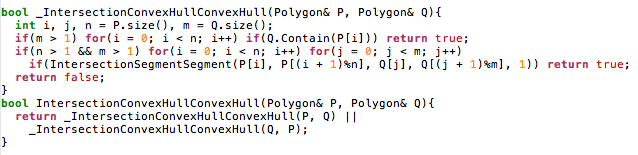 bool _IntersectionConvexHullConvexHull(Polygon& P, Polygon& Q){
  int i, j, n = P.size(), m = Q.size();
  if(m > 1) for(i = 0; i < n; i++) if(Q.Contain(P[i])) return true;
  if(n > 1 && m > 1) for(i = 0; i < n; i++) for(j = 0; j < m; j++)
    if(IntersectionSegmentSegment(P[i], P[(i + 1)%n], Q[j], Q[(j + 1)%m], 1)) return true;
  return false;
}
bool IntersectionConvexHullConvexHull(Polygon& P, Polygon& Q){
  return _IntersectionConvexHullConvexHull(P, Q) ||
    _IntersectionConvexHullConvexHull(Q, P);
}